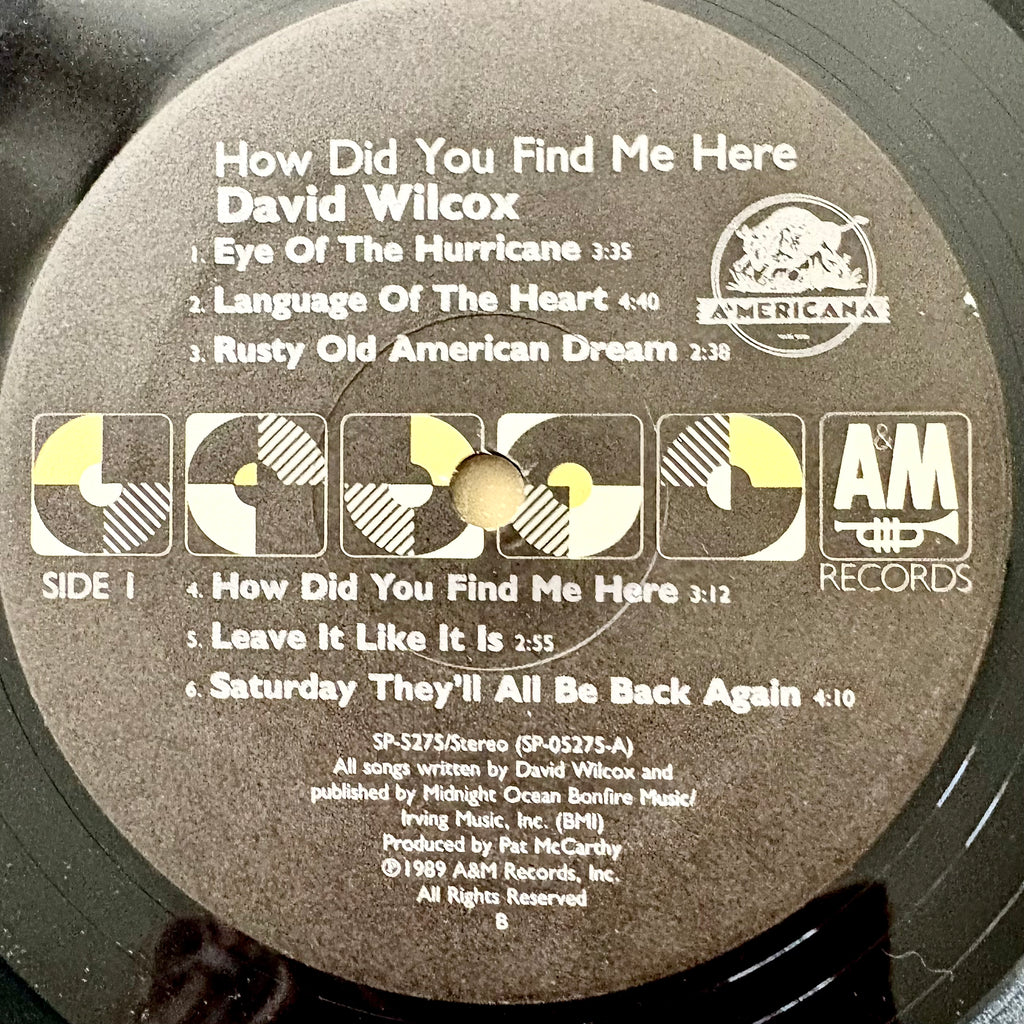 How Did You Find Me Here
David Wilcox
1. Eye Of The Hurricane 3:35
2. Language Of The Heart 4:40
3. Rusty Old American Dream 2:38
AMERICANA
A&M
RECORDS
SIDE 1
4. How Did You Find Me Here 3:12
5. Leave It Like It Is 2:55
6. Saturday They'll All Be Back Again 4:10
SP-5275/Stereo (SP-05275-A)
All songs written by David Wilcox and
published by Midnight Ocean Bonfire Music/
Irving Music, Inc. (BMI)
Produced by Pat McCarthy
℗1989 A&M Records, Inc.
All Rights Reserved
B